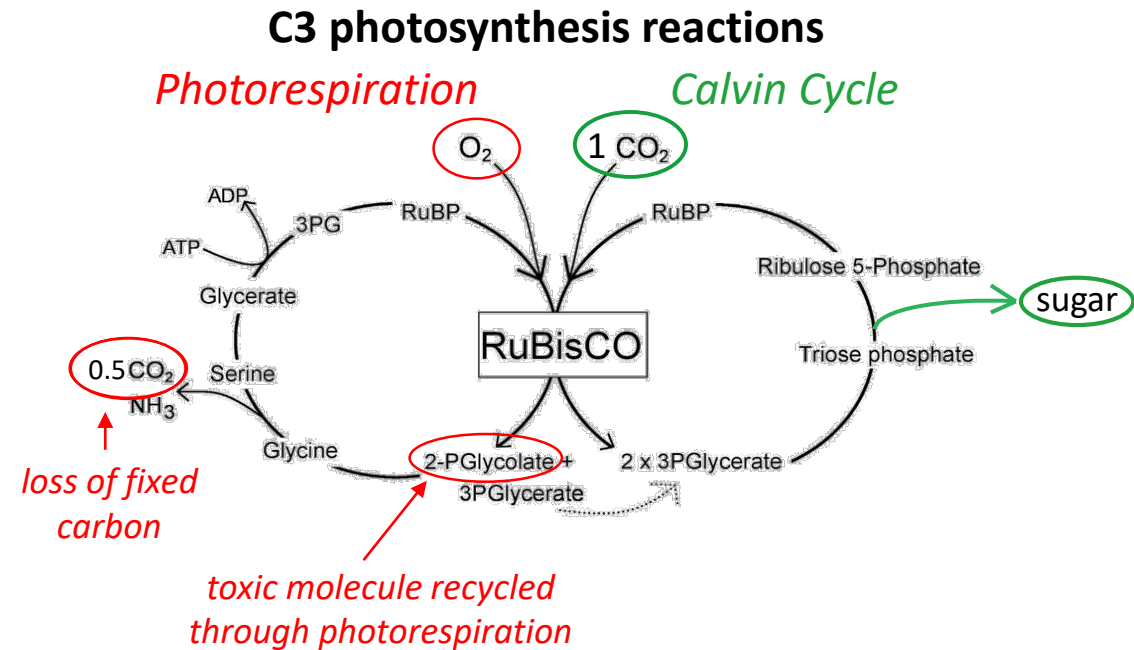 C3 photosynthesis reactions
Photorespiration
Calvin Cycle
O₂
1 CO₂
ADP
ATP
3PG
RuBP
RuBP
Glycerate
Ribulose 5-Phosphate
sugar
RuBisCO
Triose phosphate
0.5CO₂
NH₃
Serine
Glycine
2-PGlycolate +
3PGlycerate
2 x 3PGlycerate
loss of fixed
carbon
toxic molecule recycled
through photorespiration